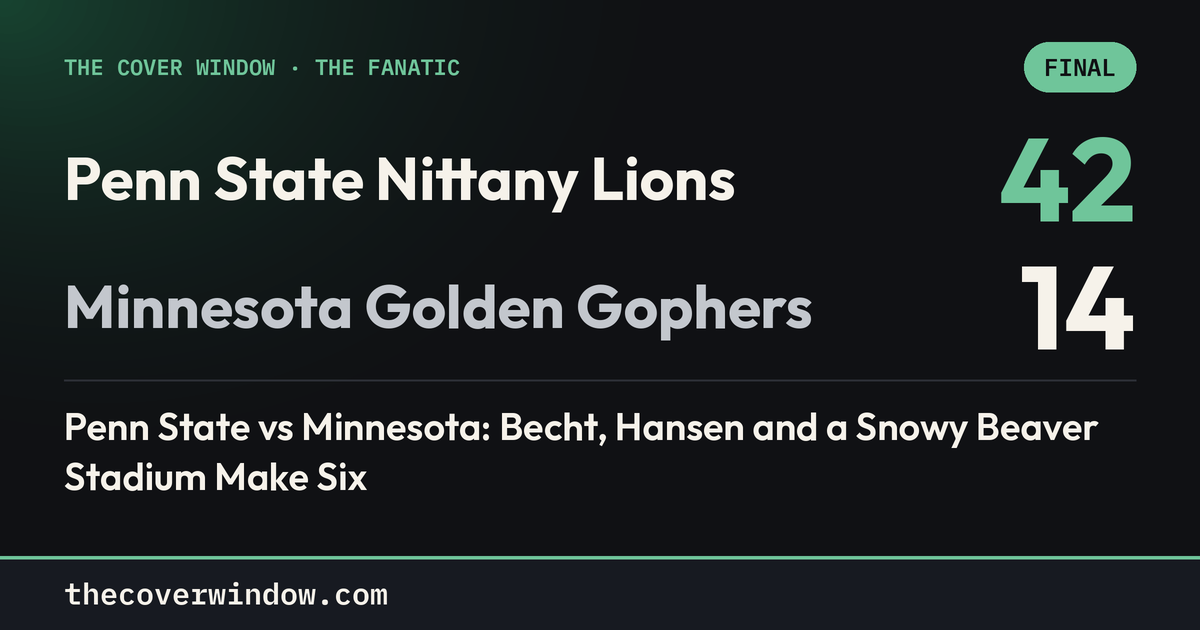 THE COVER WINDOW · THE FANATIC
FINAL
Penn State Nittany Lions
42
Minnesota Golden Gophers
14
Penn State vs Minnesota: Becht, Hansen and a Snowy Beaver
Stadium Make Six
thecoverwindow.com